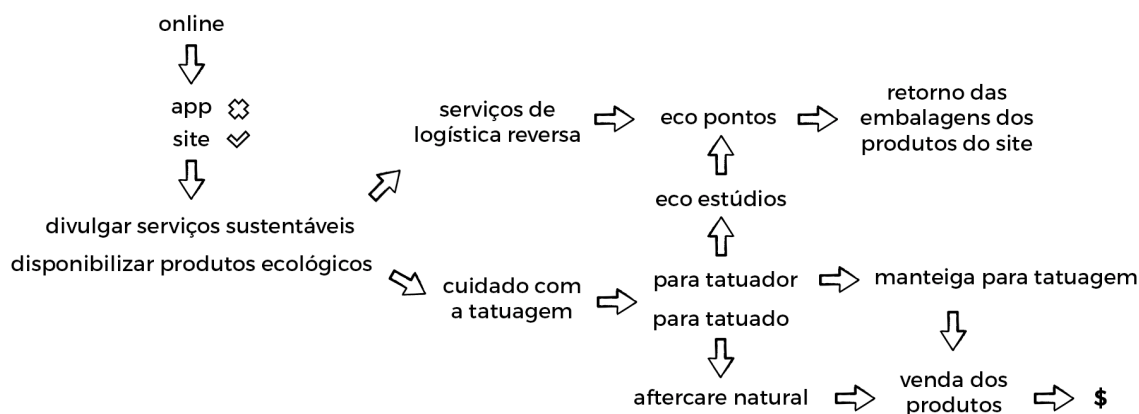 online
app
site
divulgar serviços sustentáveis
disponibilizar produtos ecológicos
serviços de
logística reversa
eco pontos
retorno das
embalagens dos
produtos do site
eco estúdios
cuidado com
a tatuagem
para tatuador
para tatuado
manteiga para tatuagem
aftercare natural
venda dos
produtos
$